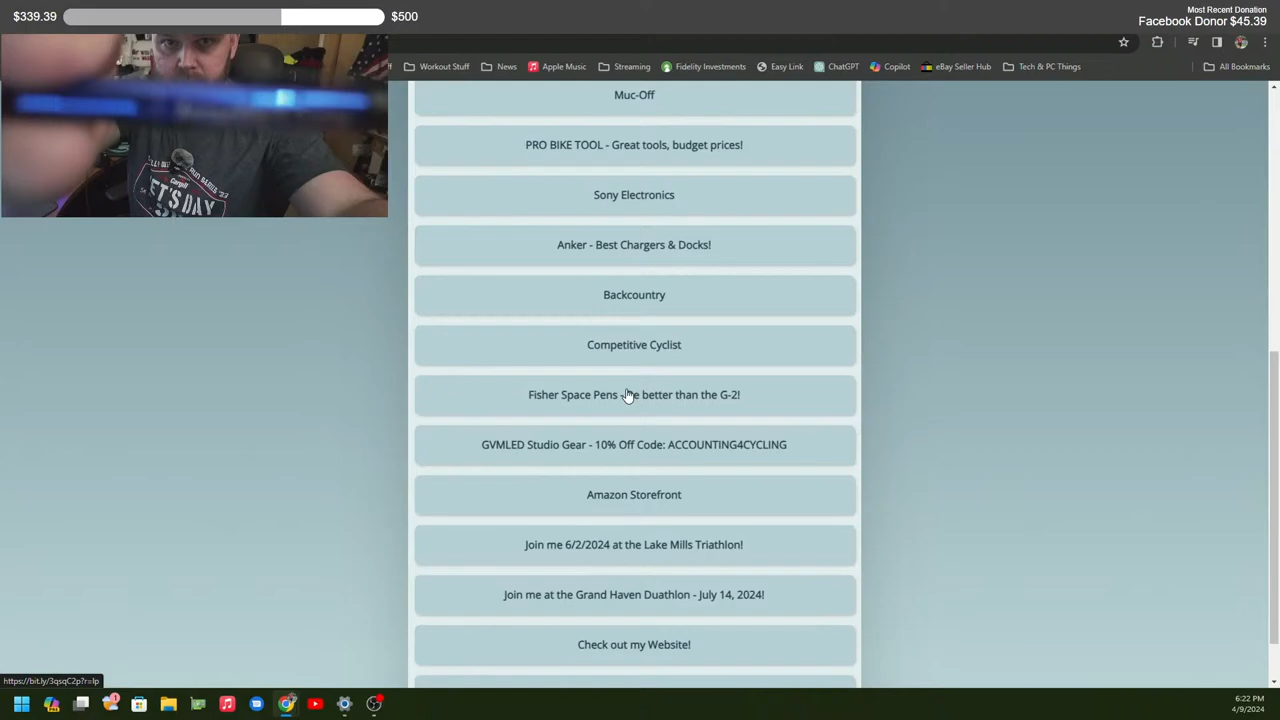 $339.39
$500
Most Recent Donation
Facebook Donor $45.39
Workout Stuff
News
Apple Music
Streaming
Fidelity Investments
Easy Link
ChatGPT
Copilot
eBay Seller Hub
Tech & PC Things
All Bookmarks
Muc-Off
PRO BIKE TOOL - Great tools, budget prices!
Sony Electronics
Anker - Best Chargers & Docks!
Backcountry
Competitive Cyclist
Fisher Space Pens - better than the G-2!
GVMLED Studio Gear - 10% Off Code: ACCOUNTING4CYCLING
Amazon Storefront
Join me 6/2/2024 at the Lake Mills Triathlon!
Join me at the Grand Haven Duathlon - July 14, 2024!
Check out my Website!
Cargill
LET'S DAY
https://bit.ly/3qsqC2p?r=lp
1
6:22 PM
4/9/2024